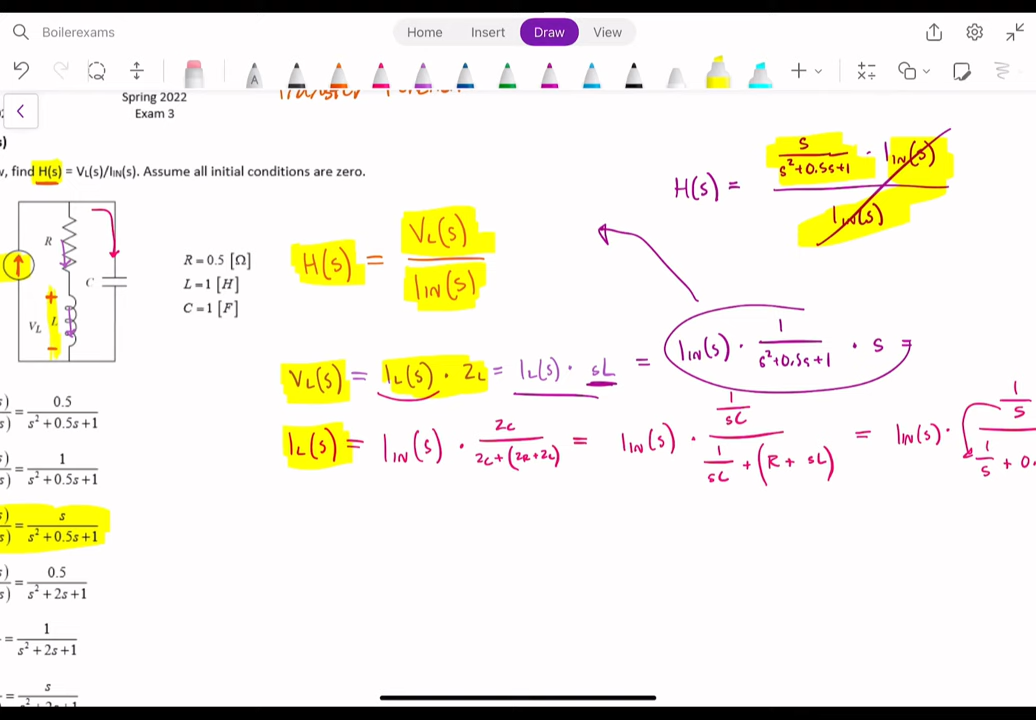 Boilerexams
Home Insert Draw View
A
Spring 2022
Exam 3
s)
v, find H(s) = VL(s)/IIN(s). Assume all initial conditions are zero.
R
C
VL
L
+
−
R = 0.5 [Ω]
L = 1 [H]
C = 1 [F]
H(s) = VL(s) / IIN(s)
H(s) = s / s²+0.5s+1 · IIN(s) / IIN(s)
VL(s) = IL(s) · ZL = IL(s) · sL = IIN(s) · 1 / s²+0.5s+1 · s =
IL(s) = IIN(s) · ZC / ZC+(ZR+ZL) = IIN(s) · 1/sC / 1/sC + (R + sL) = IIN(s) · ( 1/s / 1/s + 0.
s) / s) = 0.5 / s² + 0.5s + 1
s) / s) = 1 / s² + 0.5s + 1
s) / s) = s / s² + 0.5s + 1
s) / s) = 0.5 / s² + 2s + 1
= 1 / s² + 2s + 1
= s